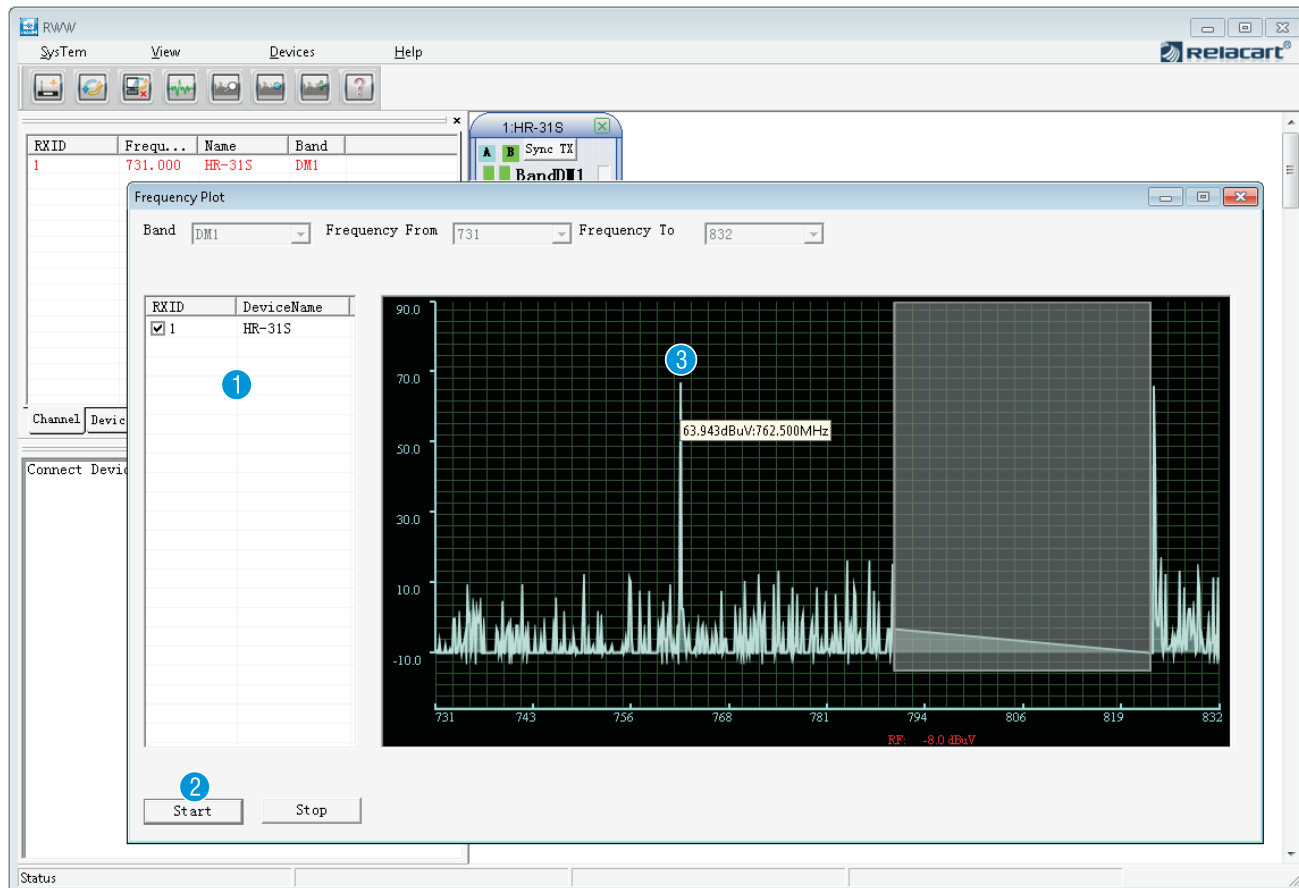 RWW
SysTem View Devices Help
Relacart®
RXID Frequ... Name Band
1 731.000 HR-31S DM1
1:HR-31S
A B Sync TX
BandDM1
Frequency Plot
Band DM1 Frequency From 731 Frequency To 832
RXID DeviceName
1 HR-31S
1
90.0
70.0
50.0
30.0
10.0
-10.0
3
63.943dBuV:762.500MHz
731 743 756 768 781 794 806 819 832
RF: -8.0 dBuV
Channel Devic
Connect Devic
2
Start Stop
Status